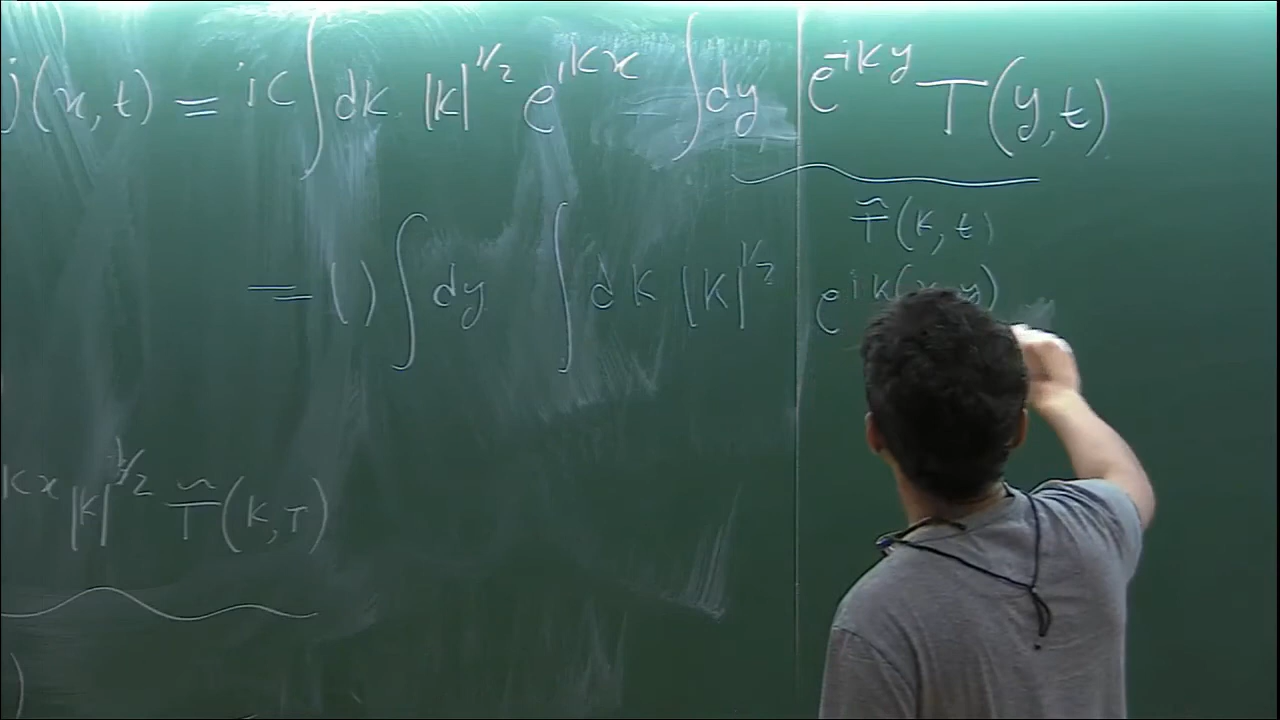 j(x,t) = ic ∫ dk |k|^{1/2} e^{ikx} ∫ dy e^{-iky} T(y,t)
T̃(k,t)
= ( ) ∫ dy ∫ dk |k|^{1/2} e^{ik(x-y)}
kx |k|^{1/2} T̃(k,T)
)